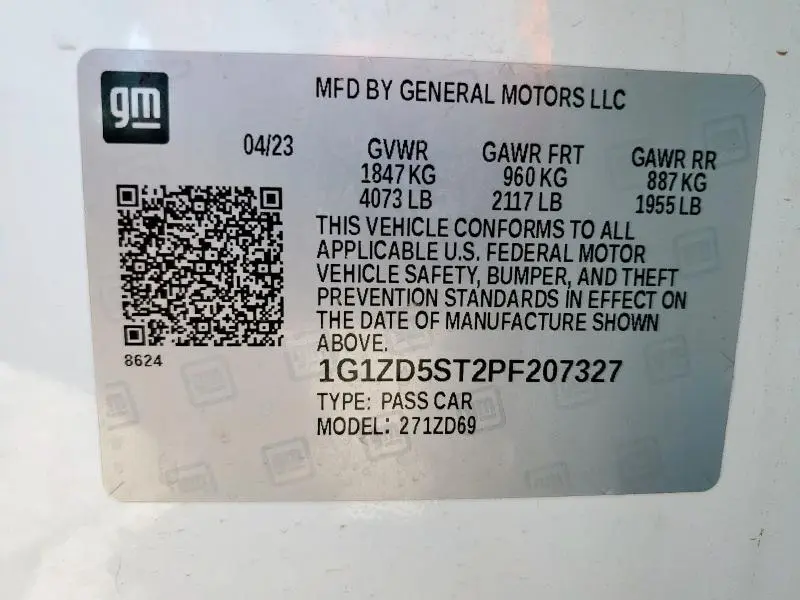 gm
MFD BY GENERAL MOTORS LLC
04/23 GVWR GAWR FRT GAWR RR
1847 KG 960 KG 887 KG
4073 LB 2117 LB 1955 LB
THIS VEHICLE CONFORMS TO ALL
APPLICABLE U.S. FEDERAL MOTOR
VEHICLE SAFETY, BUMPER, AND THEFT
PREVENTION STANDARDS IN EFFECT ON
THE DATE OF MANUFACTURE SHOWN
ABOVE.
8624
1G1ZD5ST2PF207327
TYPE: PASS CAR
MODEL: 271ZD69